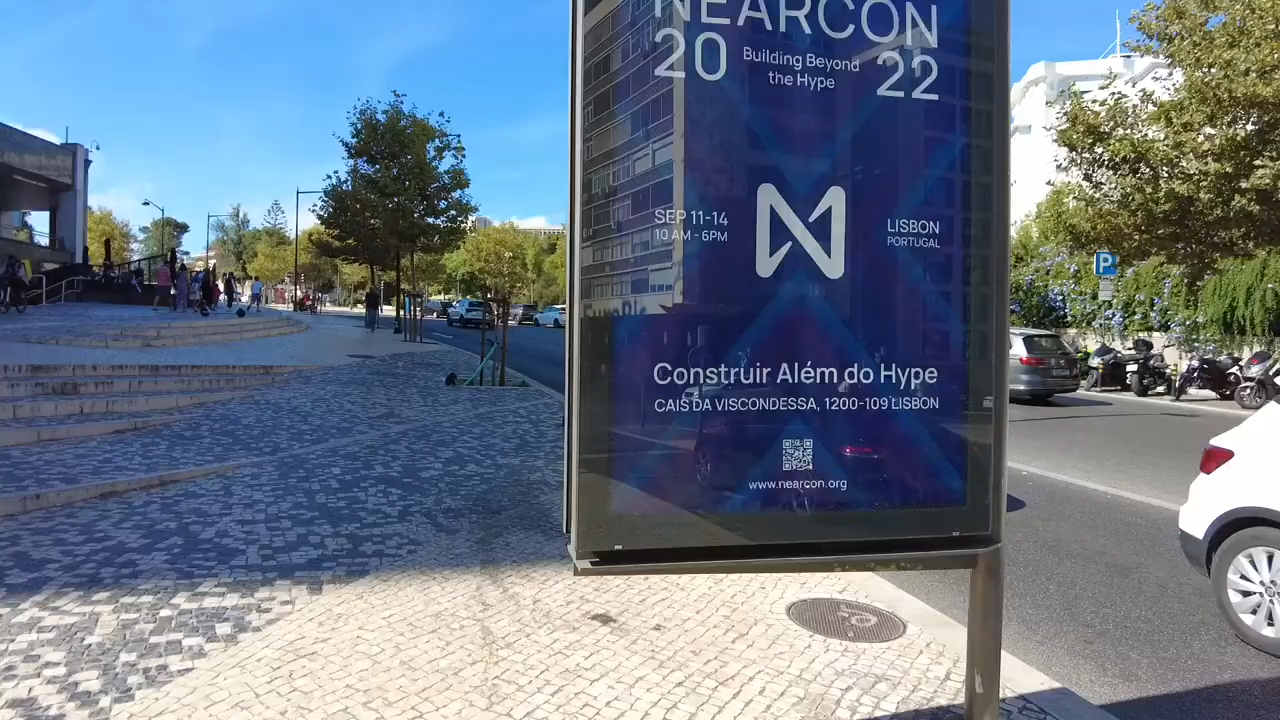 NEARCON
20 Building Beyond 22
the Hype
SEP 11-14
10 AM - 6PM
LISBON
PORTUGAL
Construir Além do Hype
CAIS DA VISCONDESSA, 1200-109 LISBON
www.nearcon.org
P